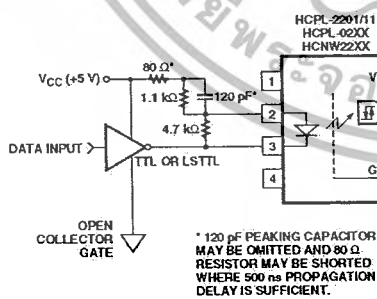 HCPL-2201/11
HCPL-02XX
HCNW22XX
80 Ω*
VCC (+5 V)
1.1 kΩ
120 pF*
4.7 kΩ
DATA INPUT
TTL OR LSTTL
1
2
3
4
V
G
OPEN
COLLECTOR
GATE
* 120 pF PEAKING CAPACITOR
MAY BE OMITTED AND 80 Ω
RESISTOR MAY BE SHORTED
WHERE 500 ns PROPAGATION
DELAY IS SUFFICIENT.